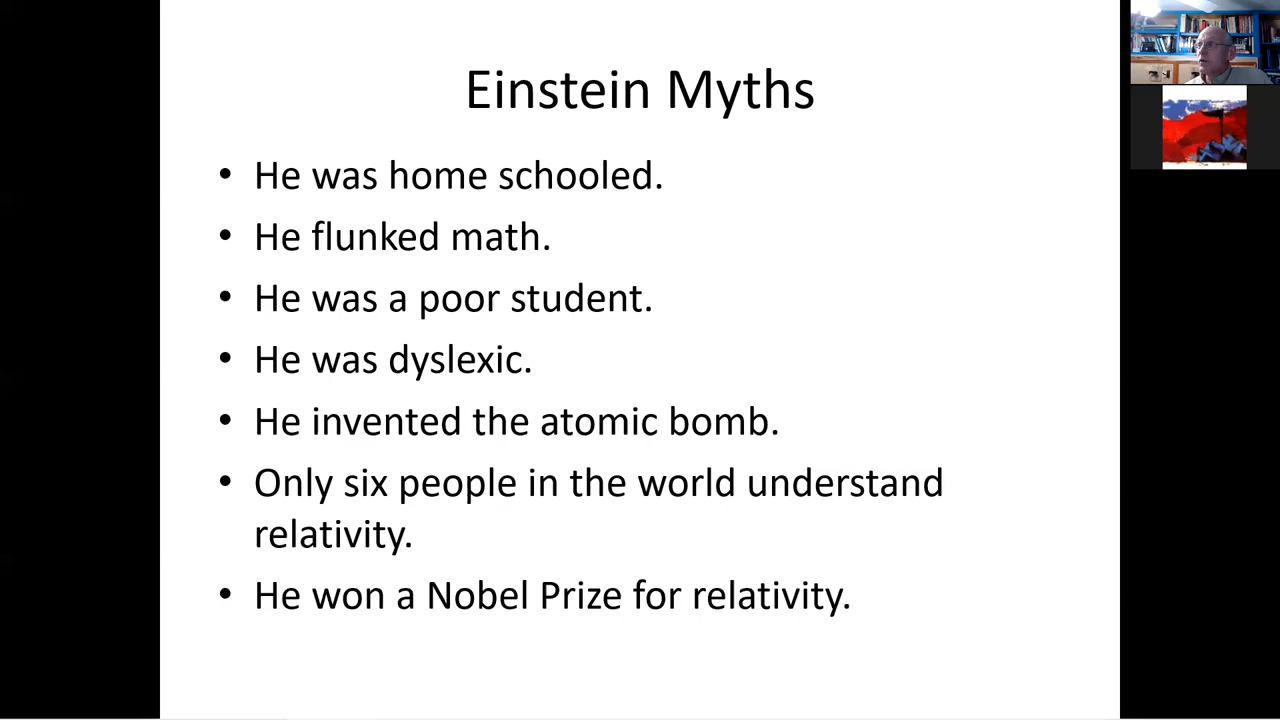 Einstein Myths
• He was home schooled.
• He flunked math.
• He was a poor student.
• He was dyslexic.
• He invented the atomic bomb.
• Only six people in the world understand
relativity.
• He won a Nobel Prize for relativity.